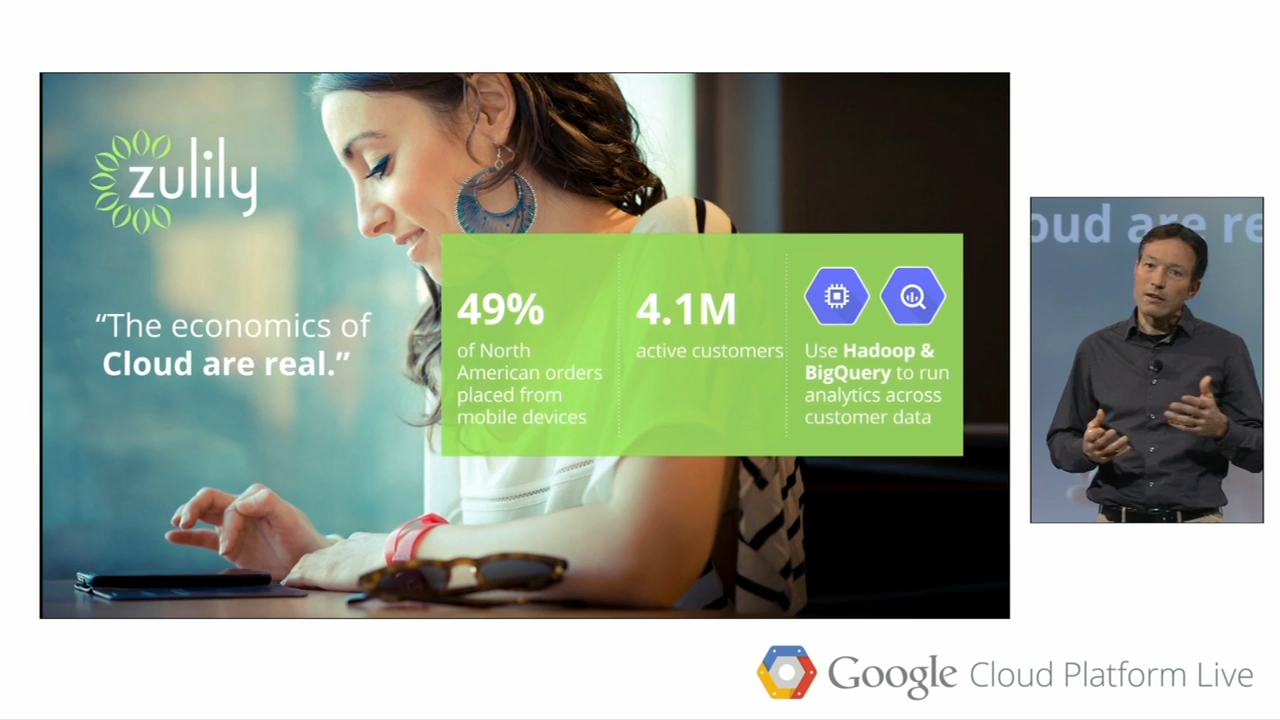 zulily
“The economics of
Cloud are real.”
49%
of North
American orders
placed from
mobile devices
4.1M
active customers
Use Hadoop &
BigQuery to run
analytics across
customer data
oud are re
Google Cloud Platform Live